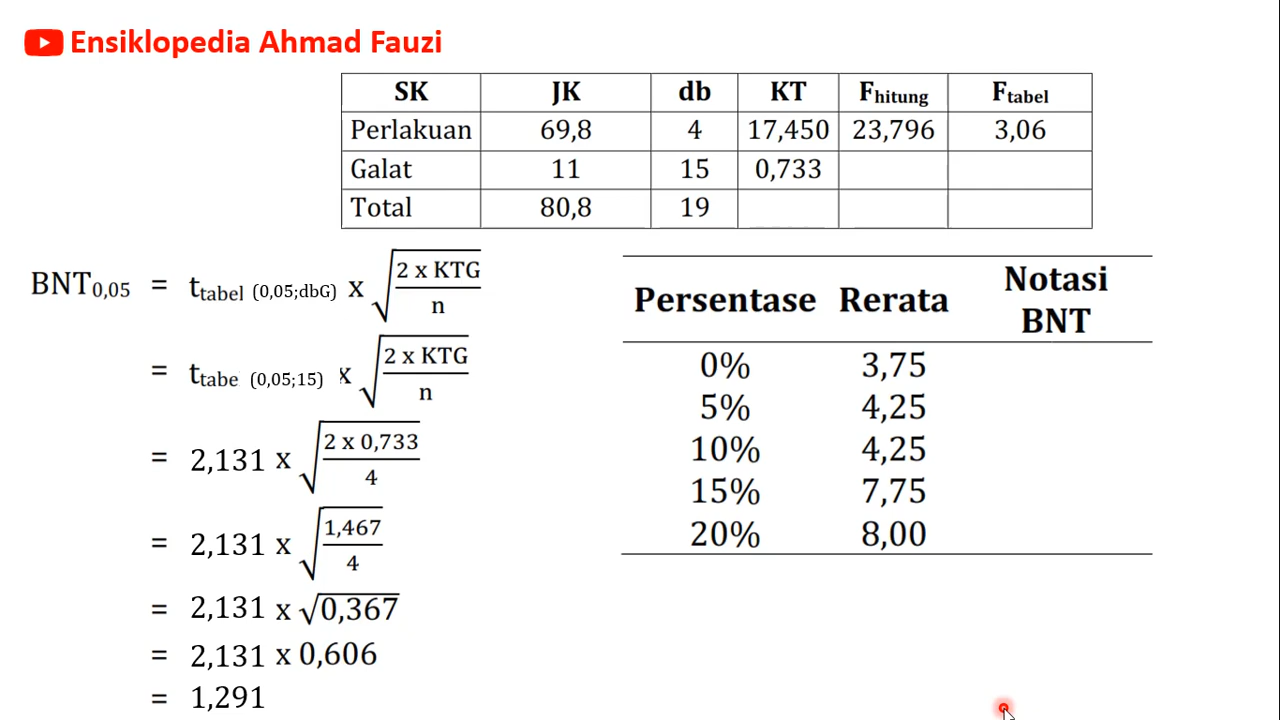 Ensiklopedia Ahmad Fauzi
SK JK db KT Fhitung Ftabel
Perlakuan 69,8 4 17,450 23,796 3,06
Galat 11 15 0,733
Total 80,8 19
BNT0,05 = ttabel (0,05;dbG) x √ 2 x KTG
n
= ttabe (0,05;15) x √ 2 x KTG
n
= 2,131 x √ 2 x 0,733
4
= 2,131 x √ 1,467
4
= 2,131 x √0,367
= 2,131 x 0,606
= 1,291
Persentase Rerata Notasi
BNT
0% 3,75
5% 4,25
10% 4,25
15% 7,75
20% 8,00